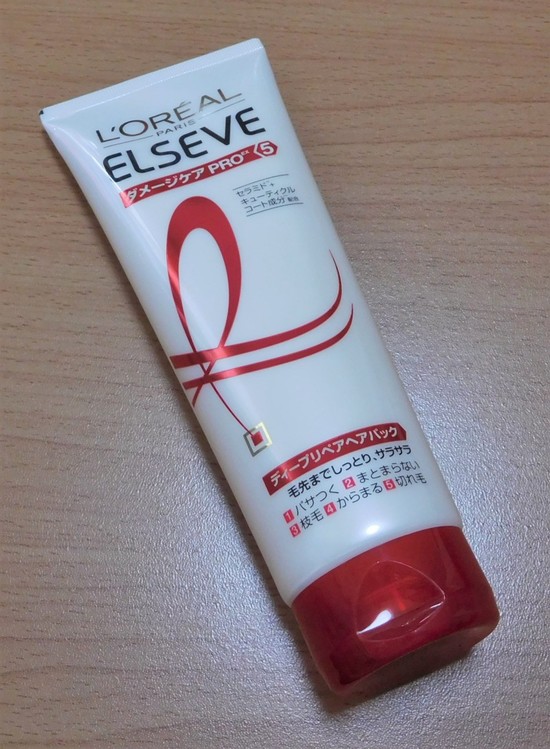 L'ORÉAL
PARIS
ELSEVE
ダメージケア PROᴱˣ 5
セラミド*+
キューティクル
コート成分*配合
ディープリペアヘアパック
毛先までしっとり、サラサラ
1 パサつく 2 まとまらない
3 枝毛 4 からまる 5 切れ毛